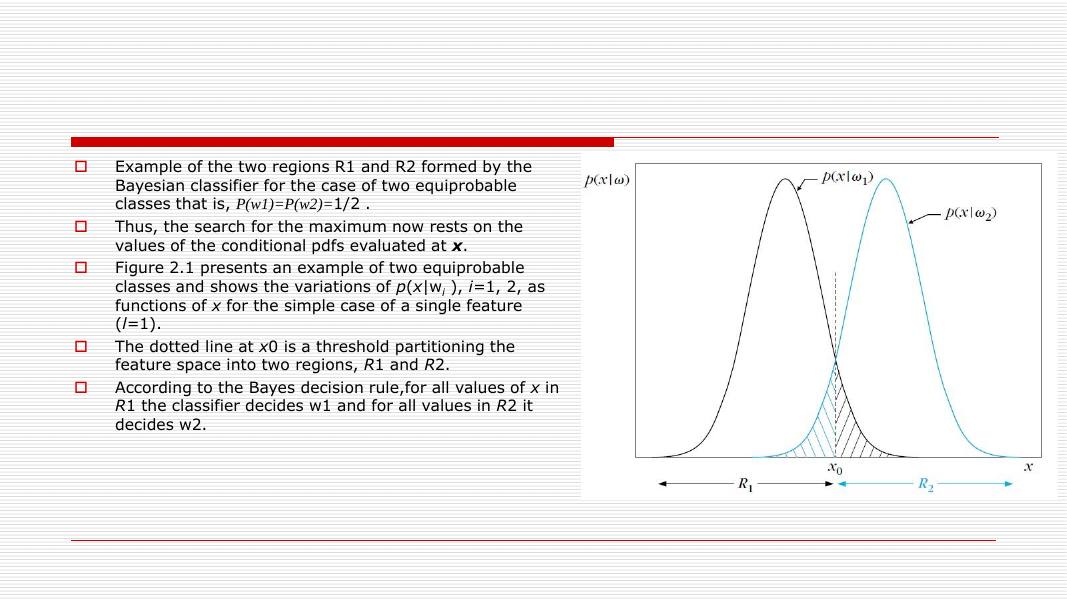 Example of the two regions R1 and R2 formed by the
Bayesian classifier for the case of two equiprobable
classes that is, P(w1)=P(w2)=1/2 .
Thus, the search for the maximum now rests on the
values of the conditional pdfs evaluated at x.
Figure 2.1 presents an example of two equiprobable
classes and shows the variations of p(x|wi ), i=1, 2, as
functions of x for the simple case of a single feature
(l=1).
The dotted line at x0 is a threshold partitioning the
feature space into two regions, R1 and R2.
According to the Bayes decision rule,for all values of x in
R1 the classifier decides w1 and for all values in R2 it
decides w2.
p(x|ω)
p(x|ω1)
p(x|ω2)
x0
x
R1
R2